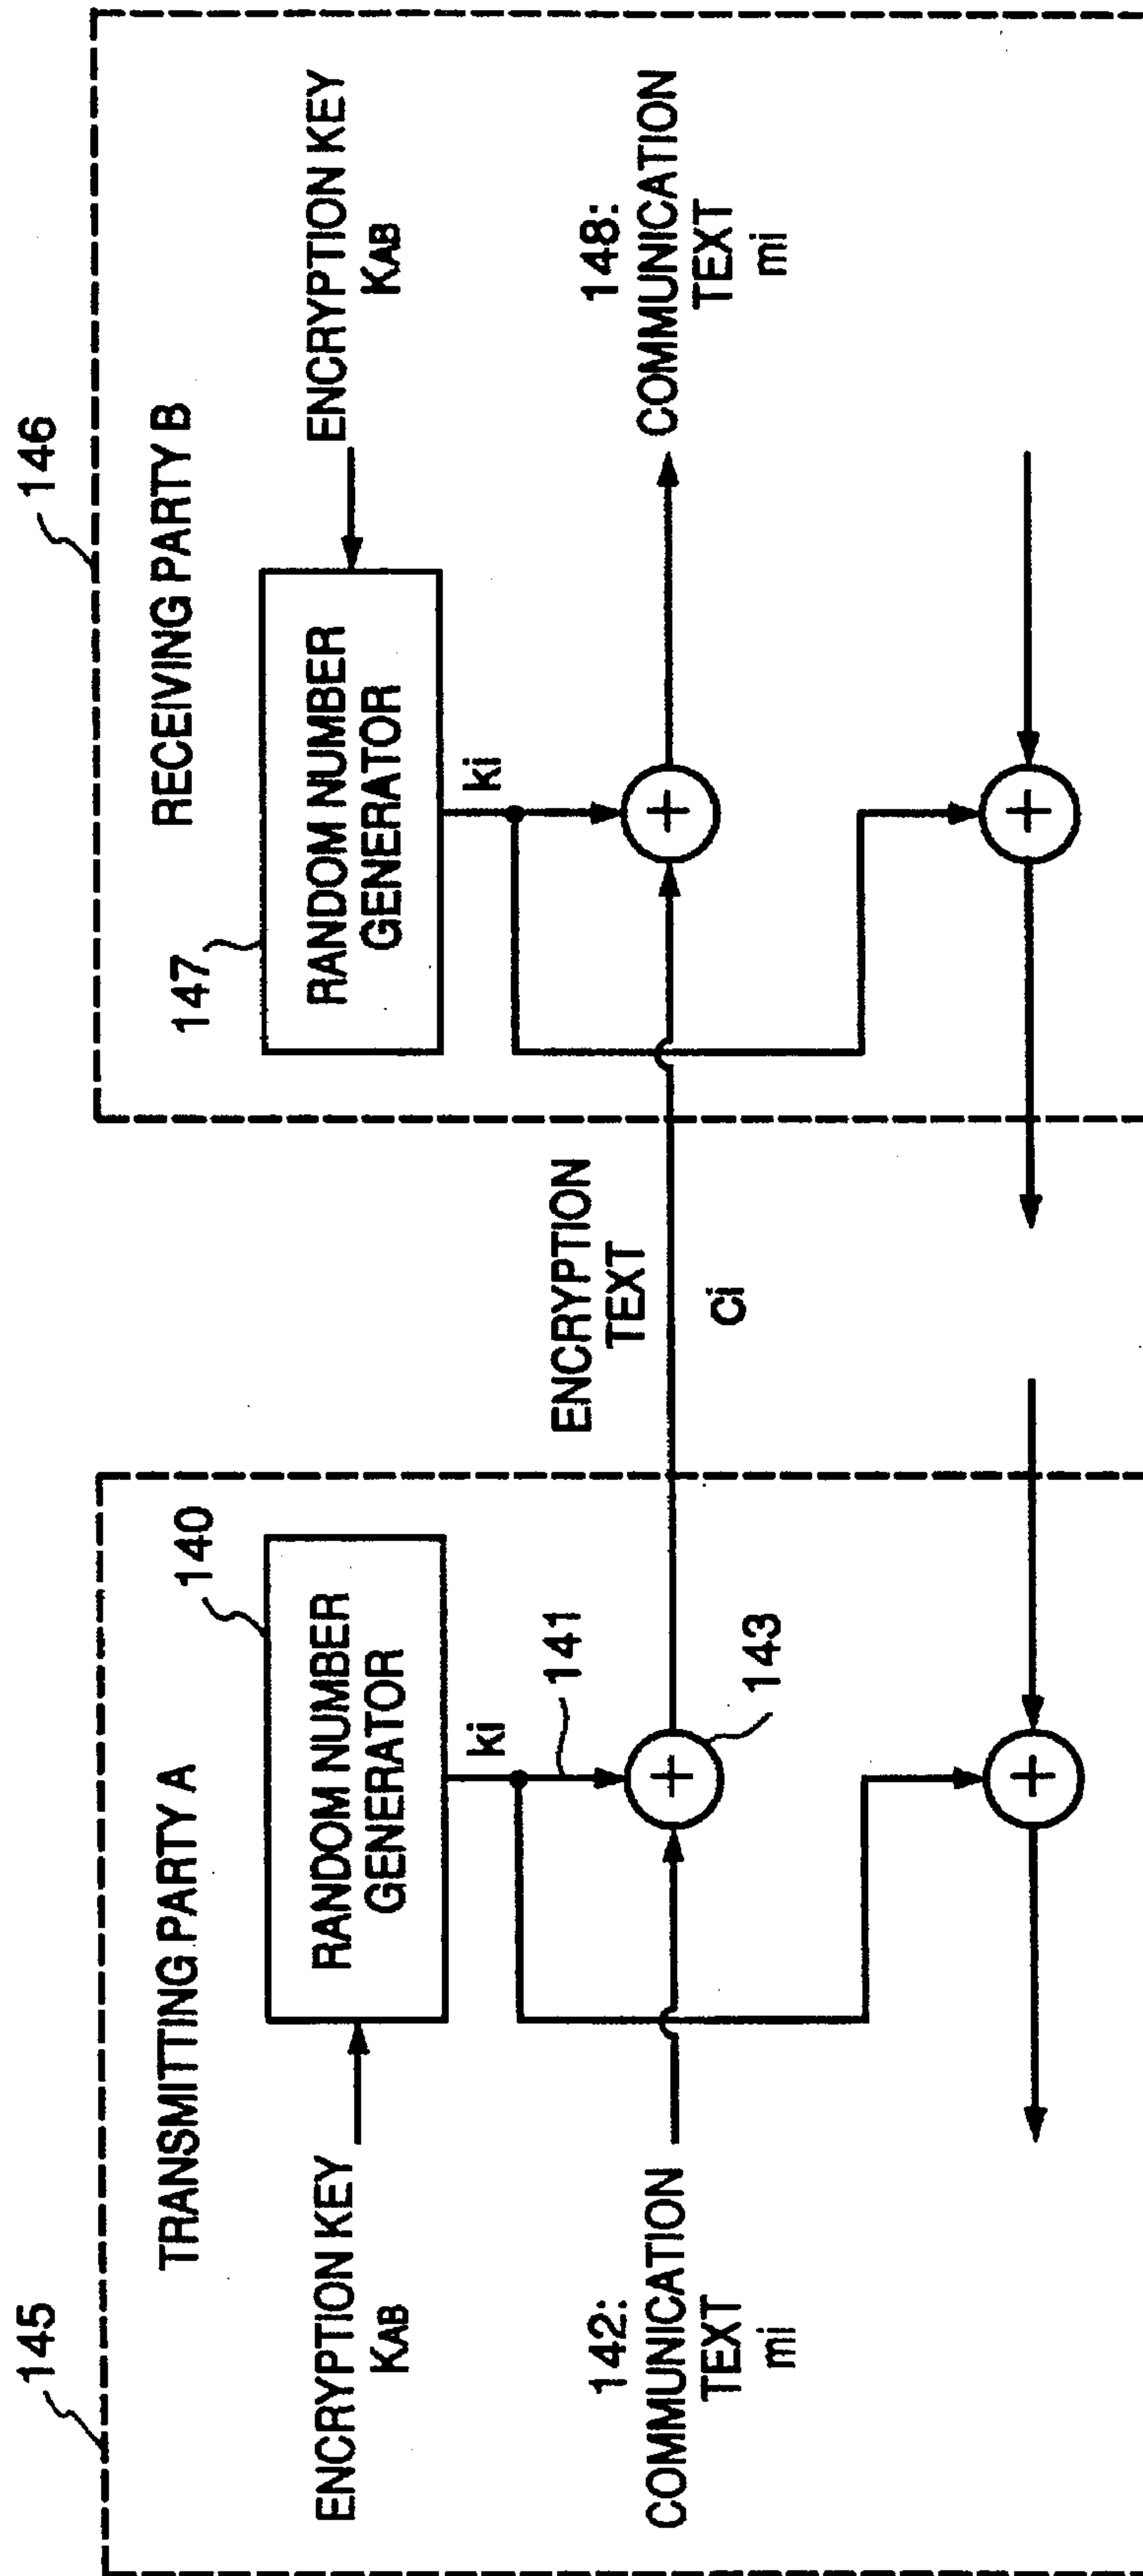 145
TRANSMITTING PARTY A
ENCRYPTION KEY
KAB
RANDOM NUMBER
GENERATOR
140
ki
141
142:
COMMUNICATION
TEXT
mi
143
ENCRYPTION
TEXT
Ci
146
RECEIVING PARTY B
147
RANDOM NUMBER
GENERATOR
ENCRYPTION KEY
KAB
ki
148:
COMMUNICATION
TEXT
mi